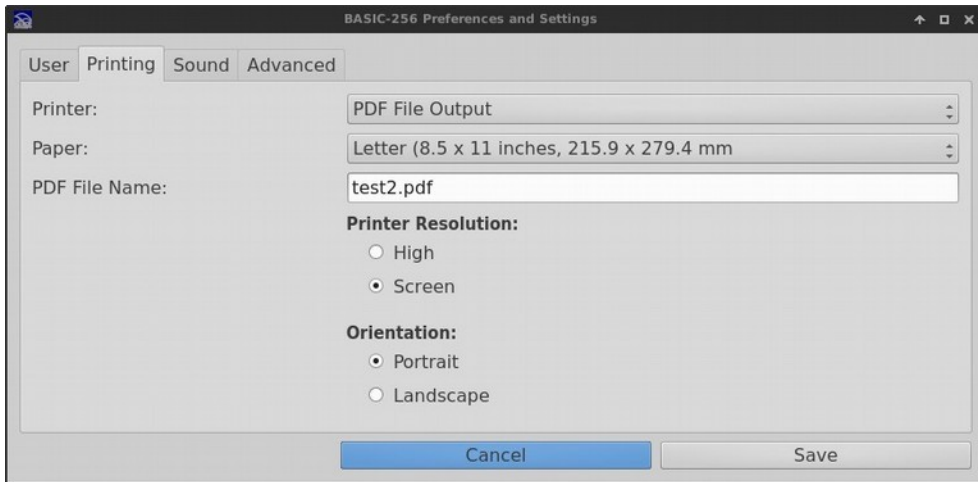 BASIC-256 Preferences and Settings
User Printing Sound Advanced
Printer: PDF File Output
Paper: Letter (8.5 x 11 inches, 215.9 x 279.4 mm
PDF File Name: test2.pdf
Printer Resolution:
High
Screen
Orientation:
Portrait
Landscape
Cancel Save